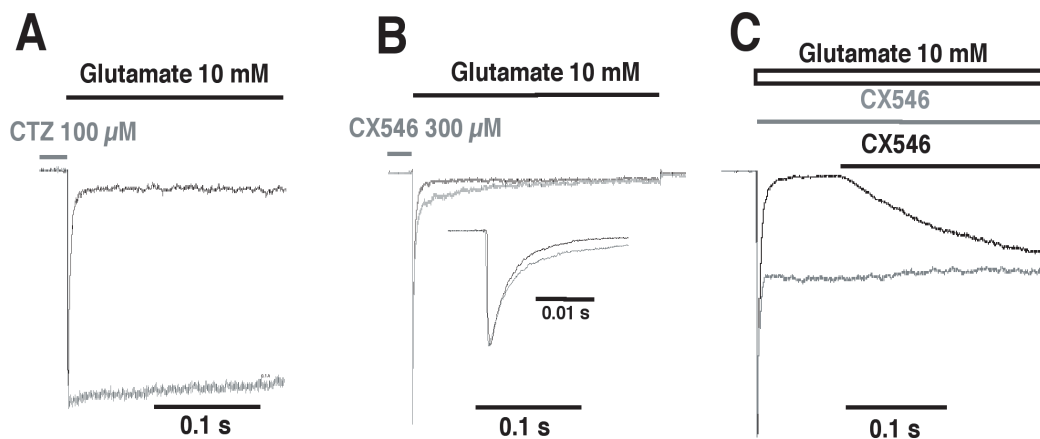 A
Glutamate 10 mM
CTZ 100 µM
0.1 s
B
Glutamate 10 mM
CX546 300 µM
0.01 s
0.1 s
C
Glutamate 10 mM
CX546
CX546
0.1 s